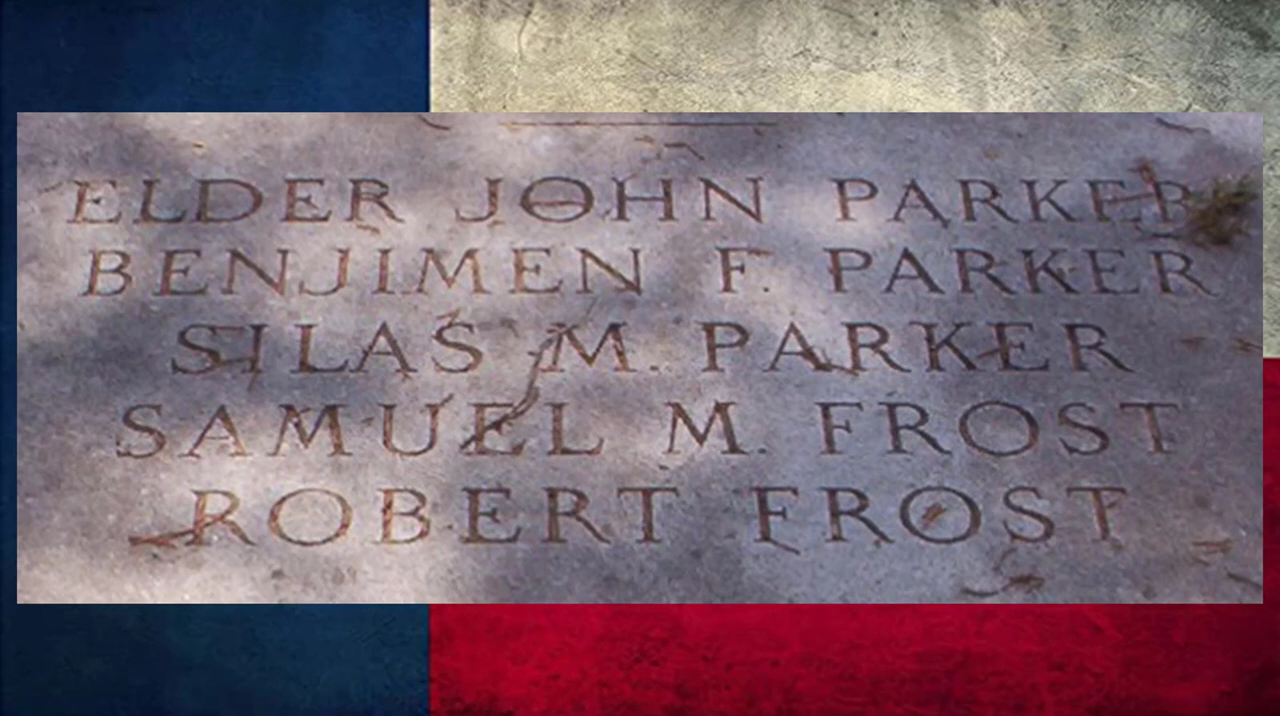 ELDER JOHN PARKER
BENJIMEN F. PARKER
SILAS M. PARKER
SAMUEL M. FROST
ROBERT FROST